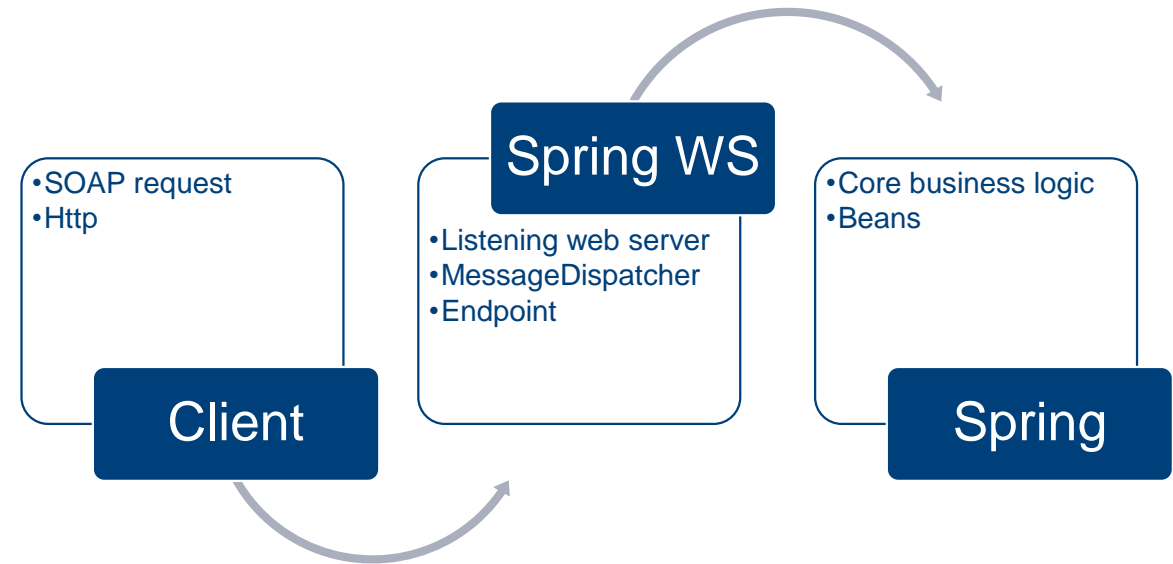 •SOAP request
•Http
Client
Spring WS
•Listening web server
•MessageDispatcher
•Endpoint
•Core business logic
•Beans
Spring